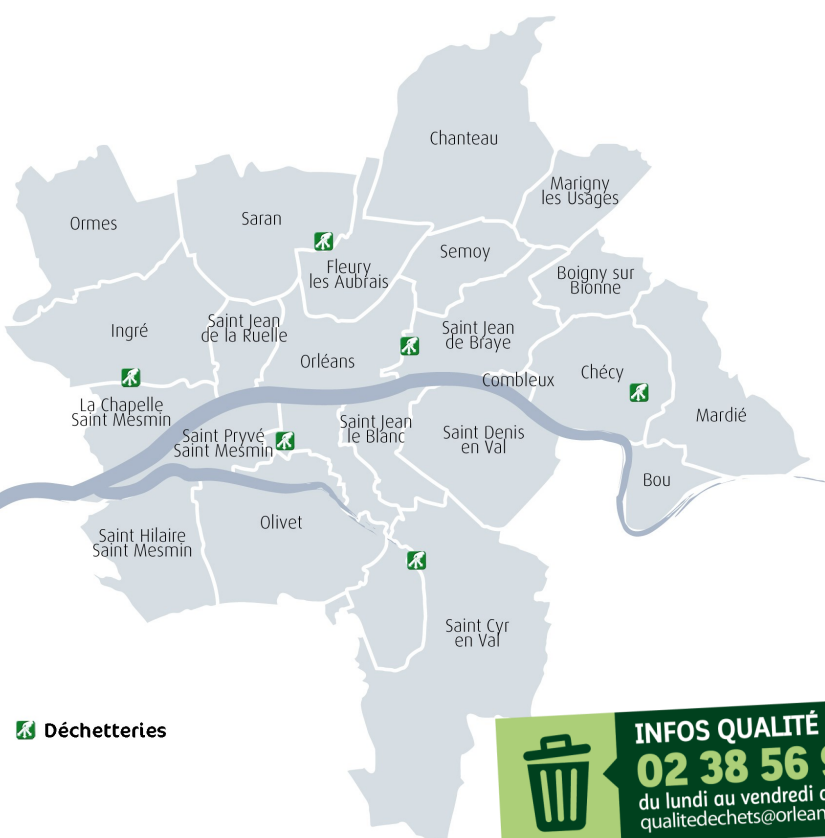 Chanteau
Marigny
les Usages
Ormes
Saran
Semoy
Fleury
les Aubrais
Boigny sur
Bionne
Ingré
Saint Jean
de la Ruelle
Saint Jean
de Braye
Orléans
Combleux
Chécy
La Chapelle
Saint Mesmin
Mardié
Saint Pryvé
Saint Mesmin
Saint Jean
le Blanc
Saint Denis
en Val
Bou
Olivet
Saint Hilaire
Saint Mesmin
Saint Cyr
en Val
Déchetteries
INFOS QUALITÉ
02 38 56
du lundi au vendredi
qualitedechets@orlean